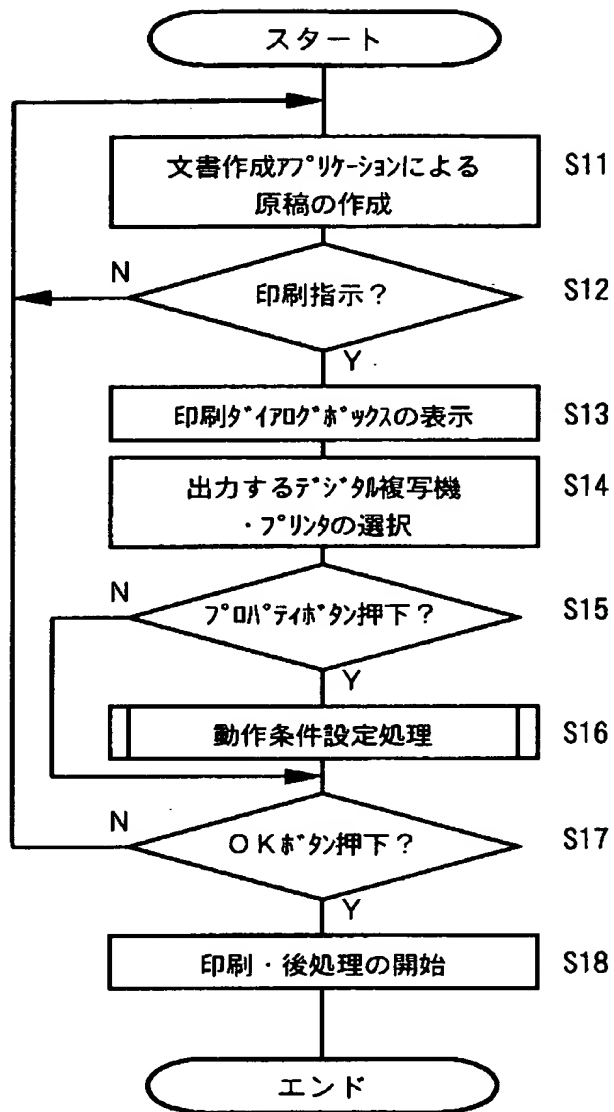 スタート
文書作成ｱﾌﾟﾘｹｰｼｮﾝによる
原稿の作成
S11
N
印刷指示？
S12
Y
印刷ﾀﾞｲｱﾛｸﾞﾎﾞｯｸｽの表示
S13
出力するﾃﾞｼﾞﾀﾙ複写機
・プリンタの選択
S14
N
ﾌﾟﾛﾊﾟﾃｨﾎﾞﾀﾝ押下？
S15
Y
動作条件設定処理
S16
N
ＯＫﾎﾞﾀﾝ押下？
S17
Y
印刷・後処理の開始
S18
エンド